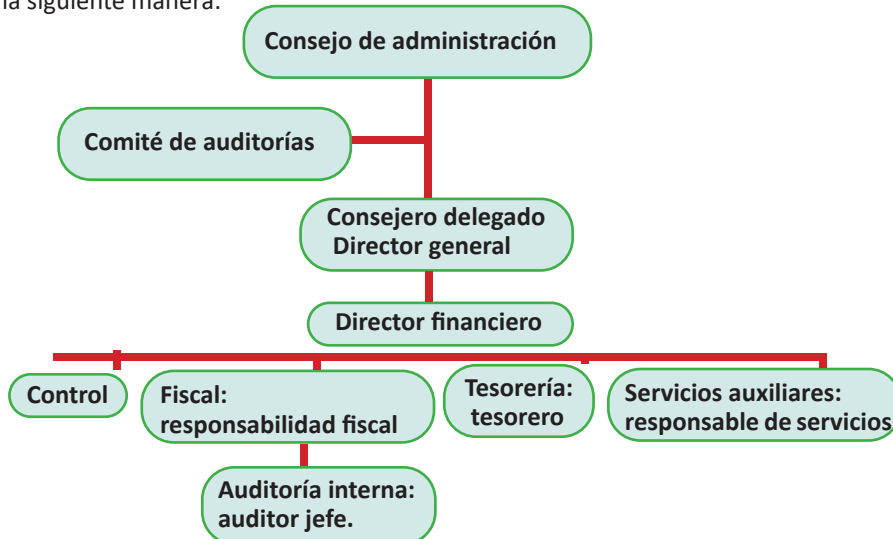 la siguiente manera:
Consejo de administración
Comité de auditorías
Consejero delegado
Director general
Director financiero
Control
Fiscal:
responsabilidad fiscal
Tesorería:
tesorero
Servicios auxiliares:
responsable de servicios
Auditoría interna:
auditor jefe.